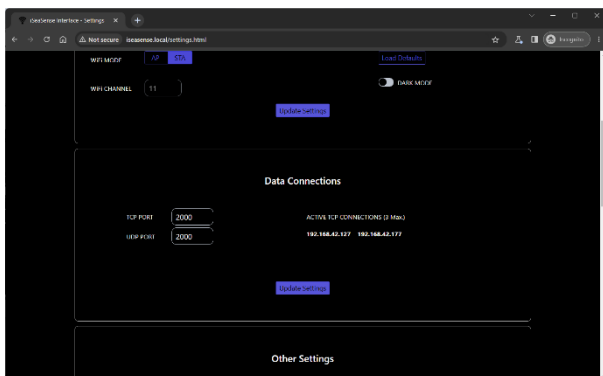 iSeaSense Interface - Settings
Not secure iseasense.local/settings.html
Incognito
WIFI MODE AP STA
Load Defaults
WIFI CHANNEL 11
DARK MODE
Update Settings
Data Connections
TCP PORT 2000
ACTIVE TCP CONNECTIONS (3 Max.)
UDP PORT 2000
192.168.42.127 192.168.42.177
Update Settings
Other Settings